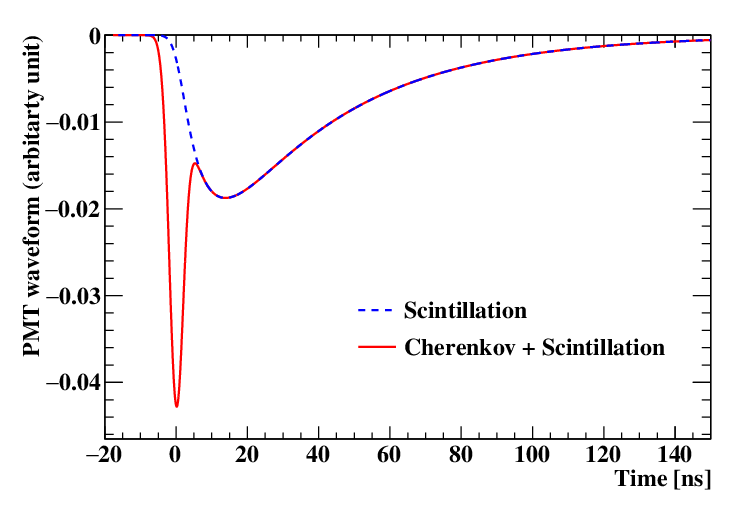 PMT waveform (arbitarty unit)
0
−0.01
−0.02
−0.03
−0.04
Scintillation
Cherenkov + Scintillation
−20 0 20 40 60 80 100 120 140
Time [ns]